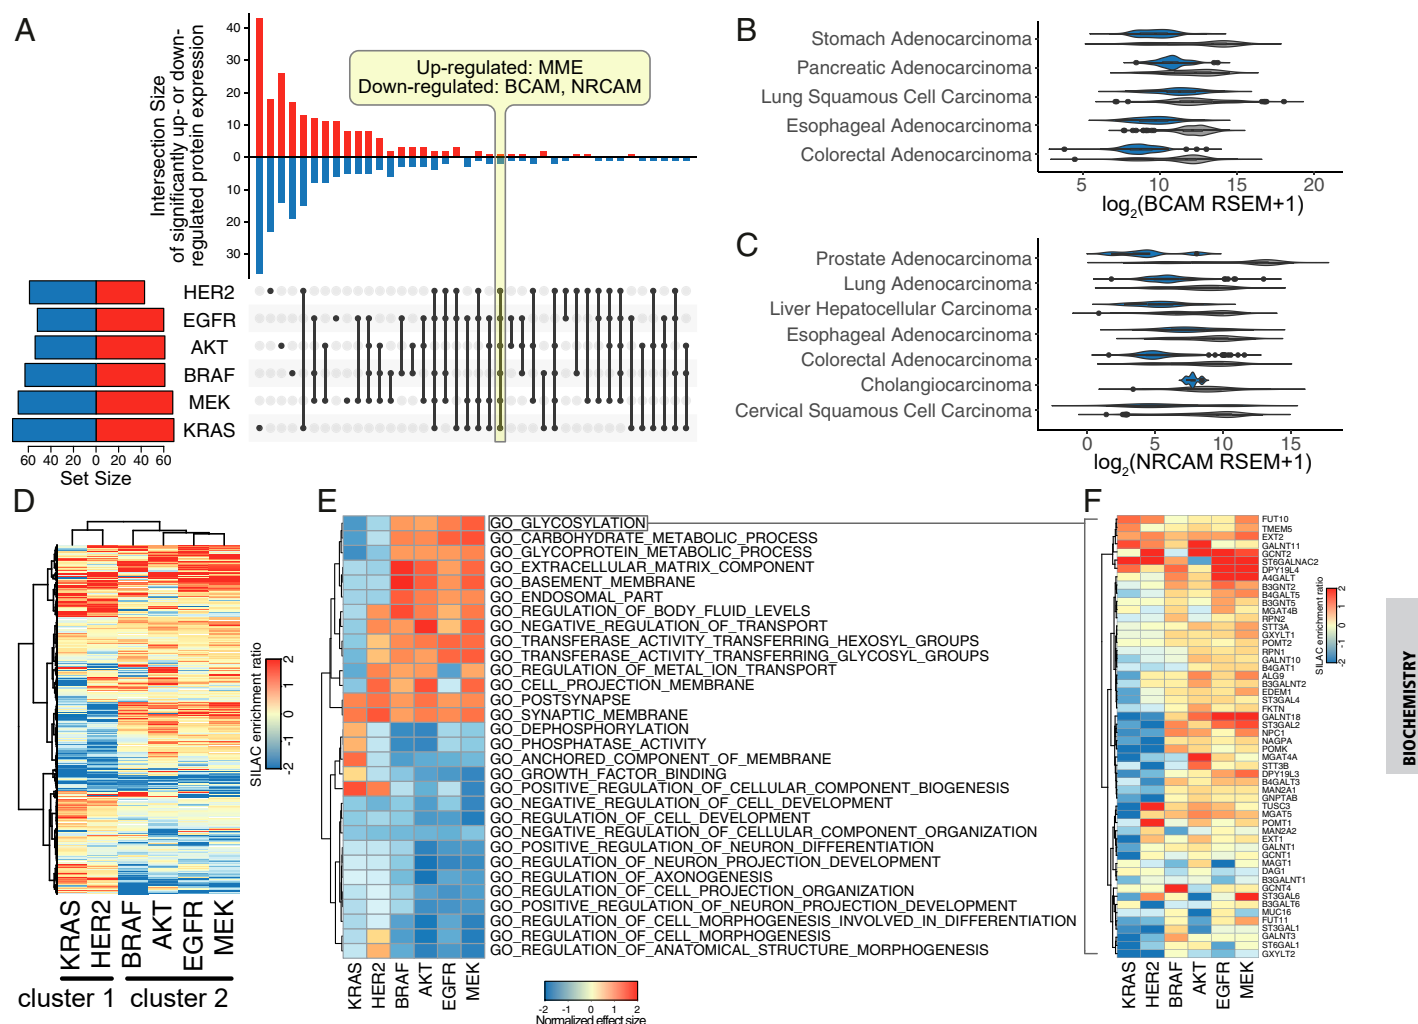 A
Intersection Size
of significantly up- or down-
regulated protein expression
40
30
20
10
0
10
20
30
Up-regulated: MME
Down-regulated: BCAM, NRCAM
HER2
EGFR
AKT
BRAF
MEK
KRAS
60 40 20 0 20 40 60
Set Size
B
Stomach Adenocarcinoma
Pancreatic Adenocarcinoma
Lung Squamous Cell Carcinoma
Esophageal Adenocarcinoma
Colorectal Adenocarcinoma
5 10 15 20
log2(BCAM RSEM+1)
C
Prostate Adenocarcinoma
Lung Adenocarcinoma
Liver Hepatocellular Carcinoma
Esophageal Adenocarcinoma
Colorectal Adenocarcinoma
Cholangiocarcinoma
Cervical Squamous Cell Carcinoma
0 5 10 15
log2(NRCAM RSEM+1)
D
SILAC enrichment ratio
2
1
0
-1
-2
KRAS
HER2
BRAF
AKT
EGFR
MEK
cluster 1
cluster 2
E
GO_GLYCOSYLATION
GO_CARBOHYDRATE_METABOLIC_PROCESS
GO_GLYCOPROTEIN_METABOLIC_PROCESS
GO_EXTRACELLULAR_MATRIX_COMPONENT
GO_BASEMENT_MEMBRANE
GO_ENDOSOMAL_PART
GO_REGULATION_OF_BODY_FLUID_LEVELS
GO_NEGATIVE_REGULATION_OF_TRANSPORT
GO_TRANSFERASE_ACTIVITY_TRANSFERRING_HEXOSYL_GROUPS
GO_TRANSFERASE_ACTIVITY_TRANSFERRING_GLYCOSYL_GROUPS
GO_REGULATION_OF_METAL_ION_TRANSPORT
GO_CELL_PROJECTION_MEMBRANE
GO_POSTSYNAPSE
GO_SYNAPTIC_MEMBRANE
GO_DEPHOSPHORYLATION
GO_PHOSPHATASE_ACTIVITY
GO_ANCHORED_COMPONENT_OF_MEMBRANE
GO_GROWTH_FACTOR_BINDING
GO_POSITIVE_REGULATION_OF_CELLULAR_COMPONENT_BIOGENESIS
GO_NEGATIVE_REGULATION_OF_CELL_DEVELOPMENT
GO_REGULATION_OF_CELL_DEVELOPMENT
GO_NEGATIVE_REGULATION_OF_CELLULAR_COMPONENT_ORGANIZATION
GO_POSITIVE_REGULATION_OF_NEURON_DIFFERENTIATION
GO_REGULATION_OF_NEURON_PROJECTION_DEVELOPMENT
GO_REGULATION_OF_AXONOGENESIS
GO_REGULATION_OF_CELL_PROJECTION_ORGANIZATION
GO_POSITIVE_REGULATION_OF_NEURON_PROJECTION_DEVELOPMENT
GO_REGULATION_OF_CELL_MORPHOGENESIS_INVOLVED_IN_DIFFERENTIATION
GO_REGULATION_OF_CELL_MORPHOGENESIS
GO_REGULATION_OF_ANATOMICAL_STRUCTURE_MORPHOGENESIS
KRAS
HER2
BRAF
AKT
EGFR
MEK
-2 -1 0 1 2
Normalized effect size
F
FUT10
TMEM5
EXT2
GALNT11
GCNT2
ST6GALNAC2
DPY19L4
A4GALT
B3GNT2
B4GALT5
B3GNT5
MGAT4B
RPN2
STT3A
GXYLT1
POMT2
RPN1
GALNT10
B4GAT1
ALG9
B3GALNT2
EDEM1
ST3GAL4
FKTN
GALNT18
ST3GAL2
NPC1
NAGPA
POMK
MGAT4A
STT3B
DPY19L3
B4GALT3
MAN2A1
GNPTAB
TUSC3
MGAT5
POMT1
MAN2A2
EXT1
GALNT1
GCNT1
MAGT1
DAG1
B3GALNT1
GCNT4
ST3GAL6
B3GALT6
MUC16
FUT11
ST3GAL1
GALNT3
ST6GAL1
GXYLT2
KRAS
HER2
BRAF
AKT
EGFR
MEK
SILAC enrichment ratio
2
1
0
-1
-2
BIOCHEMISTRY